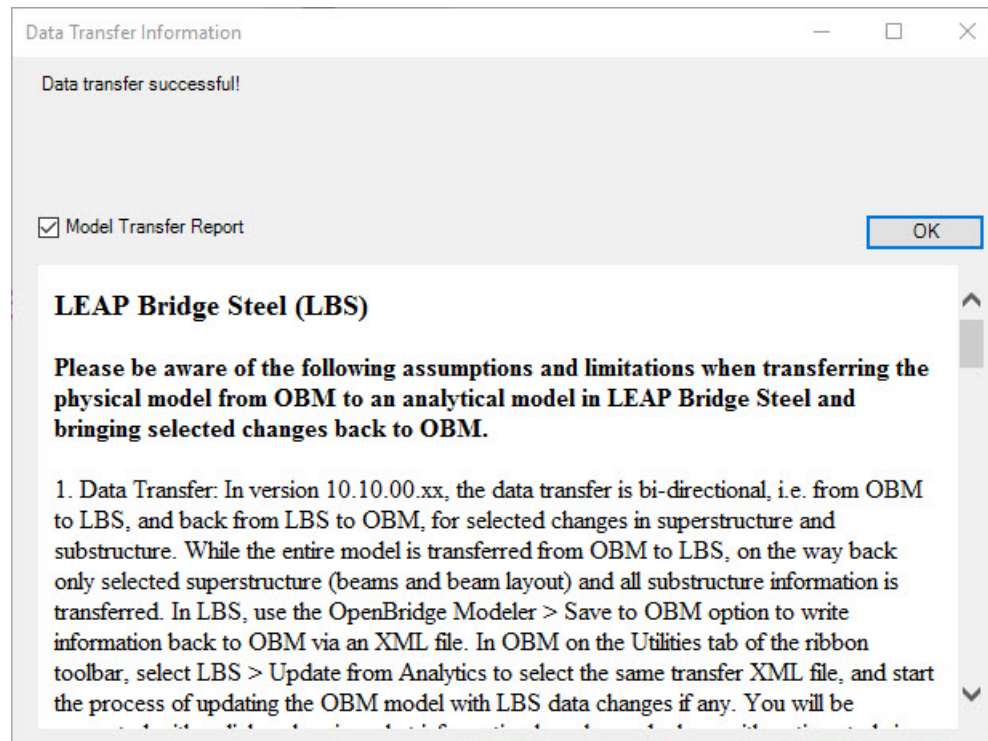 Data Transfer Information
Data transfer successful!
Model Transfer Report
OK
LEAP Bridge Steel (LBS)
Please be aware of the following assumptions and limitations when transferring the
physical model from OBM to an analytical model in LEAP Bridge Steel and
bringing selected changes back to OBM.
1. Data Transfer: In version 10.10.00.xx, the data transfer is bi-directional, i.e. from OBM
to LBS, and back from LBS to OBM, for selected changes in superstructure and
substructure. While the entire model is transferred from OBM to LBS, on the way back
only selected superstructure (beams and beam layout) and all substructure information is
transferred. In LBS, use the OpenBridge Modeler > Save to OBM option to write
information back to OBM via an XML file. In OBM on the Utilities tab of the ribbon
toolbar, select LBS > Update from Analytics to select the same transfer XML file, and start
the process of updating the OBM model with LBS data changes if any. You will be